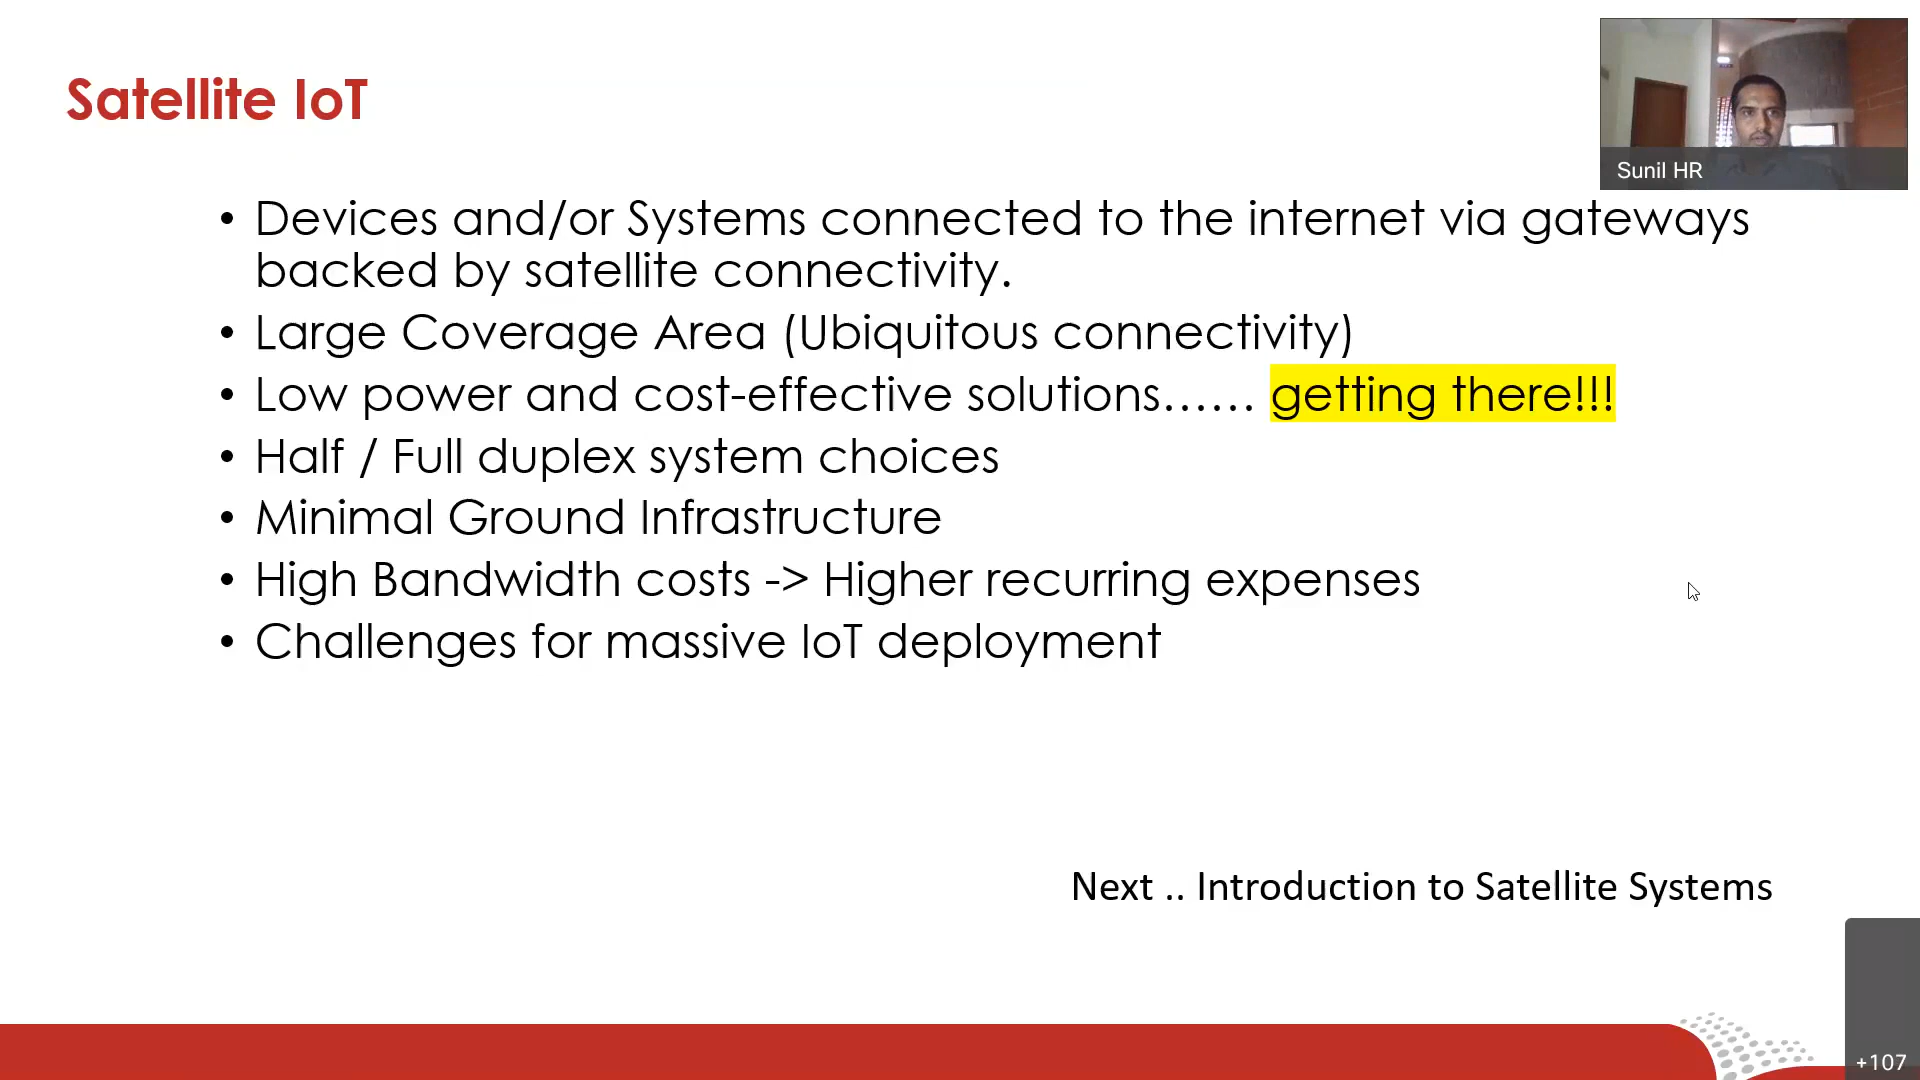 Satellite IoT
Sunil HR
• Devices and/or Systems connected to the internet via gateways
backed by satellite connectivity.
• Large Coverage Area (Ubiquitous connectivity)
• Low power and cost-effective solutions…… getting there!!!
• Half / Full duplex system choices
• Minimal Ground Infrastructure
• High Bandwidth costs -> Higher recurring expenses
• Challenges for massive IoT deployment
Next .. Introduction to Satellite Systems
+107